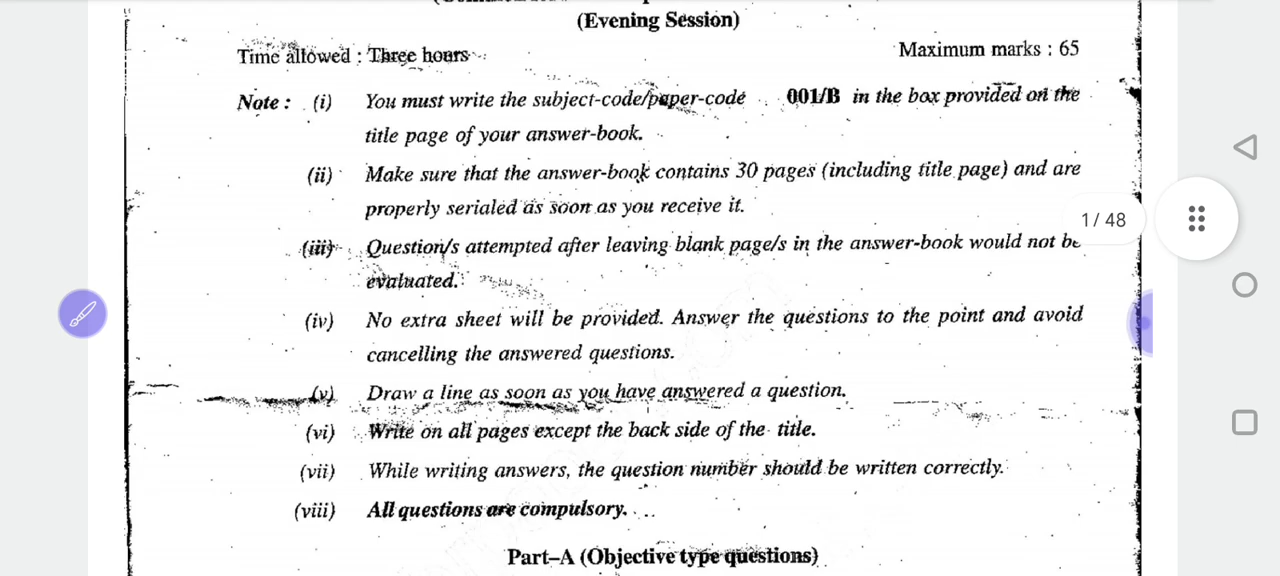 (Evening Session)
Time allowed : Three hours Maximum marks : 65
Note : (i) You must write the subject-code/paper-code 001/B in the box provided on the
title page of your answer-book.
(ii) Make sure that the answer-book contains 30 pages (including title page) and are
properly serialed as soon as you receive it.
(iii) Question/s attempted after leaving blank page/s in the answer-book would not be
evaluated.
(iv) No extra sheet will be provided. Answer the questions to the point and avoid
cancelling the answered questions.
(v) Draw a line as soon as you have answered a question.
(vi) Write on all pages except the back side of the title.
(vii) While writing answers, the question number should be written correctly.
(viii) All questions are compulsory.
Part–A (Objective type questions)
1 / 48